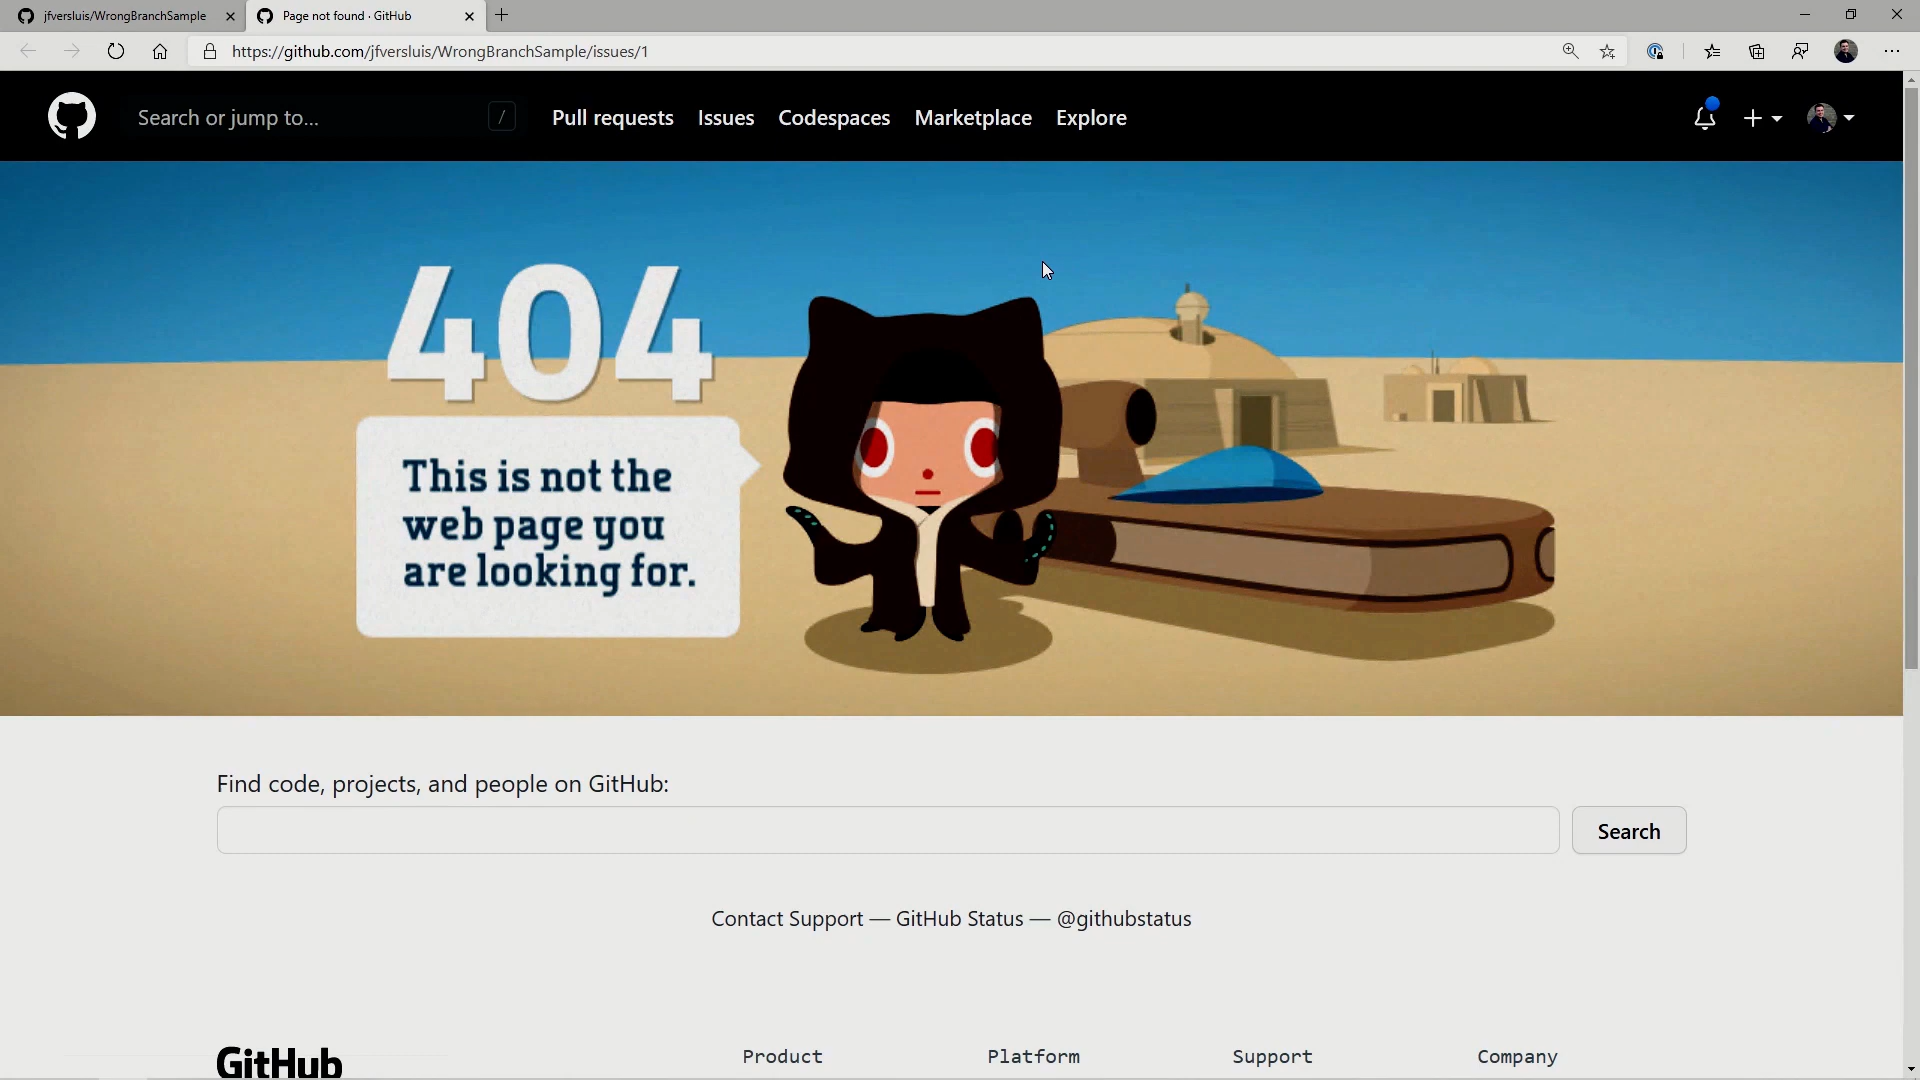 jfversluis/WrongBranchSample
Page not found · GitHub
https://github.com/jfversluis/WrongBranchSample/issues/1
Search or jump to...
/
Pull requests
Issues
Codespaces
Marketplace
Explore
404
This is not the
web page you
are looking for.
Find code, projects, and people on GitHub:
Search
Contact Support — GitHub Status — @githubstatus
GitHub
Product
Platform
Support
Company